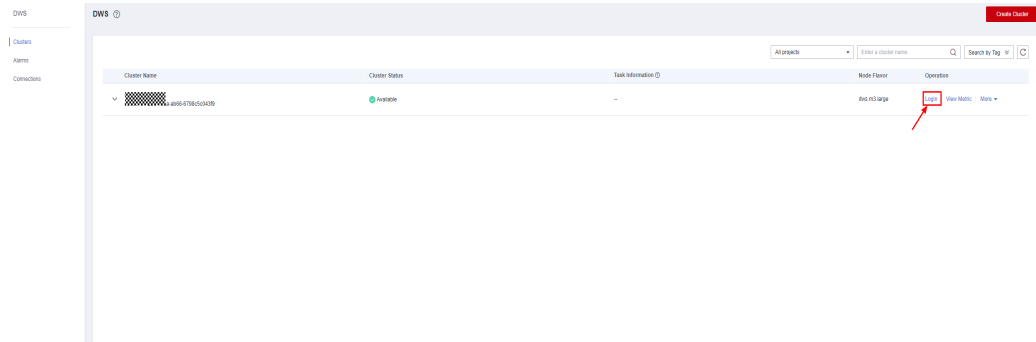 DWS
Clusters
Alarms
Connections
DWS
Create Cluster
All projects
Enter a cluster name.
Search by Tag
Cluster Name
Cluster Status
Task Information
Node Flavor
Operation
a-ab66-6798c5c043f9
Available
--
dws.m3.large
Login
View Metric
More